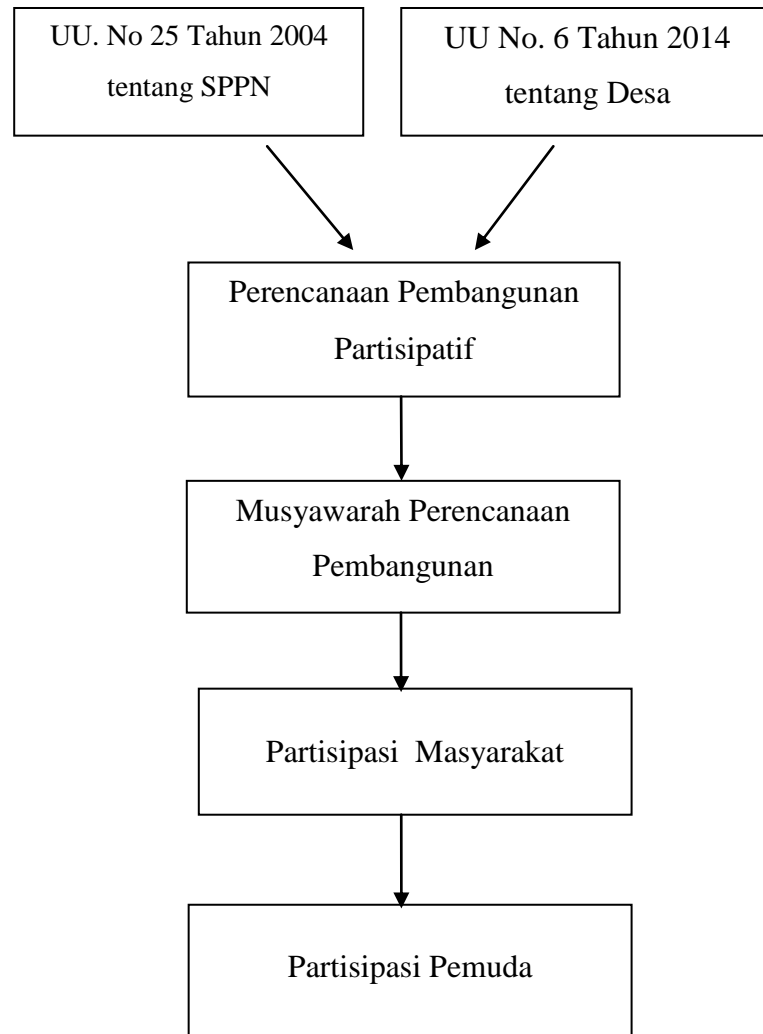 UU. No 25 Tahun 2004
tentang SPPN
UU No. 6 Tahun 2014
tentang Desa
Perencanaan Pembangunan
Partisipatif
Musyawarah Perencanaan
Pembangunan
Partisipasi Masyarakat
Partisipasi Pemuda